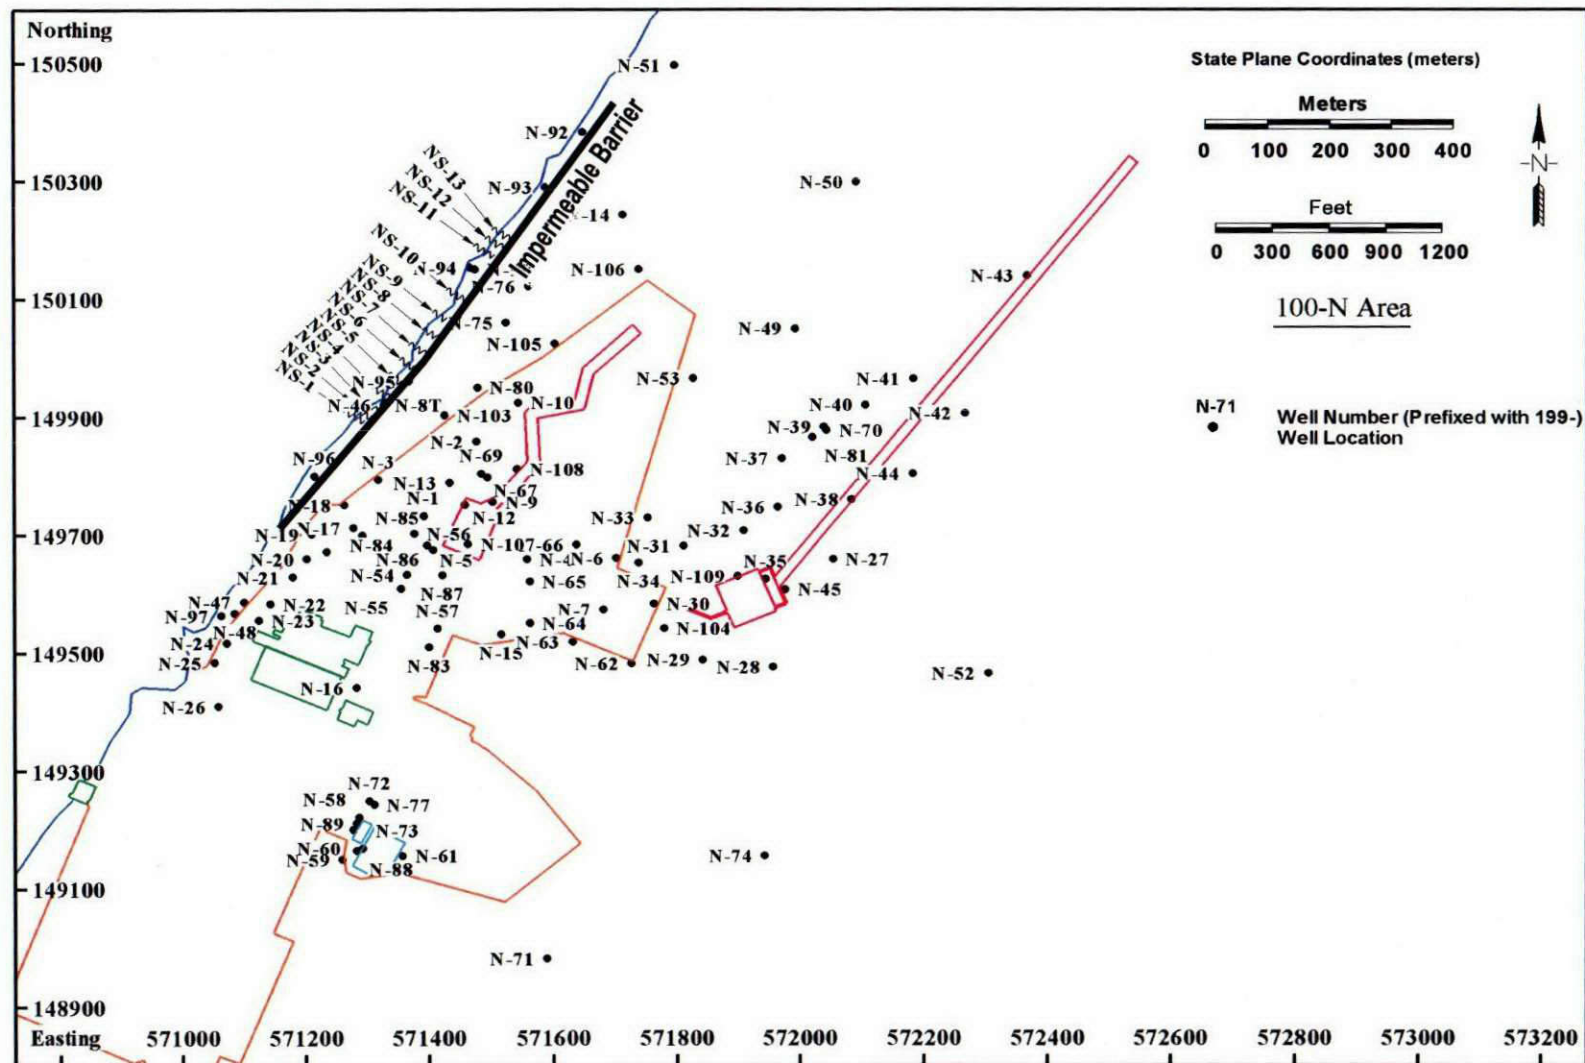 Northing
150500
150300
150100
149900
149700
149500
149300
149100
148900
Easting
571000
571200
571400
571600
571800
572000
572200
572400
572600
572800
573000
573200
State Plane Coordinates (meters)
Meters
0 100 200 300 400
Feet
0 300 600 900 1200
N
100-N Area
N-71
Well Number (Prefixed with 199-)
Well Location
Impermeable Barrier
N-51
N-92
N-93
N-50
14
NS-13
NS-12
NS-11
NS-10
N-94
N-106
N-43
N-76
N-75
N-105
N-49
NS-3
NS-2
NS-1
N-95
N-46
N-8T
N-80
N-53
N-41
N-103
N-10
N-40
N-42
N-2
N-39
N-70
N-96
N-3
N-69
N-108
N-37
N-81
N-44
N-13
N-67
N-18
N-1
N-9
N-36
N-38
N-85
N-12
N-33
N-19
N-17
N-56
N-32
N-84
N-107
N-66
N-31
N-20
N-86
N-5
N-4
N-6
N-35
N-27
N-21
N-54
N-65
N-34
N-109
N-45
N-87
N-47
N-22
N-55
N-57
N-7
N-30
N-97
N-23
N-64
N-104
N-48
N-24
N-63
N-25
N-83
N-15
N-62
N-29
N-28
N-52
N-16
N-26
N-72
N-58
N-77
N-89
N-73
N-60
N-59
N-61
N-74
N-88
N-71